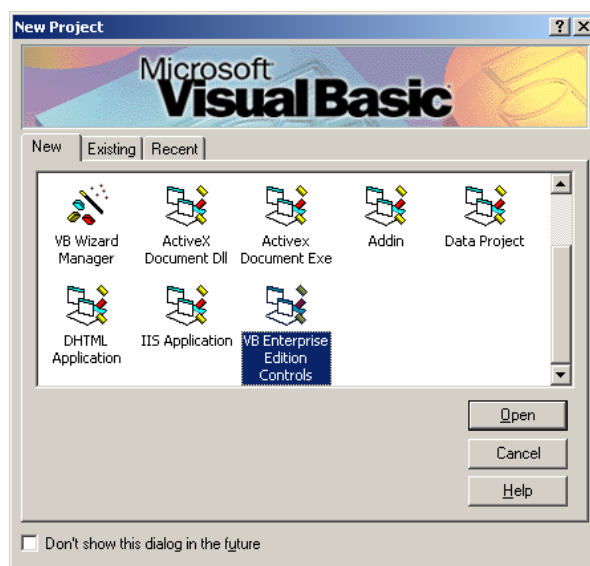 New Project
Microsoft
Visual Basic
New Existing Recent
VB Wizard Manager
ActiveX Document Dll
Activex Document Exe
Addin
Data Project
DHTML Application
IIS Application
VB Enterprise Edition Controls
Open
Cancel
Help
Don't show this dialog in the future